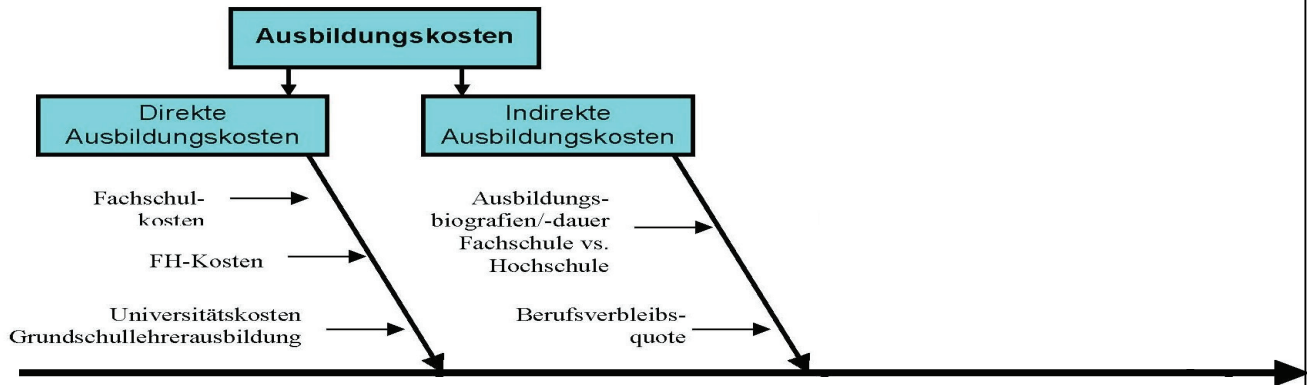 Ausbildungskosten
Direkte
Ausbildungskosten
Indirekte
Ausbildungskosten
Fachschul-
kosten
FH-Kosten
Universitätskosten
Grundschullehrerausbildung
Ausbildungs-
biografien/-dauer
Fachschule vs.
Hochschule
Berufsverbleibs-
quote